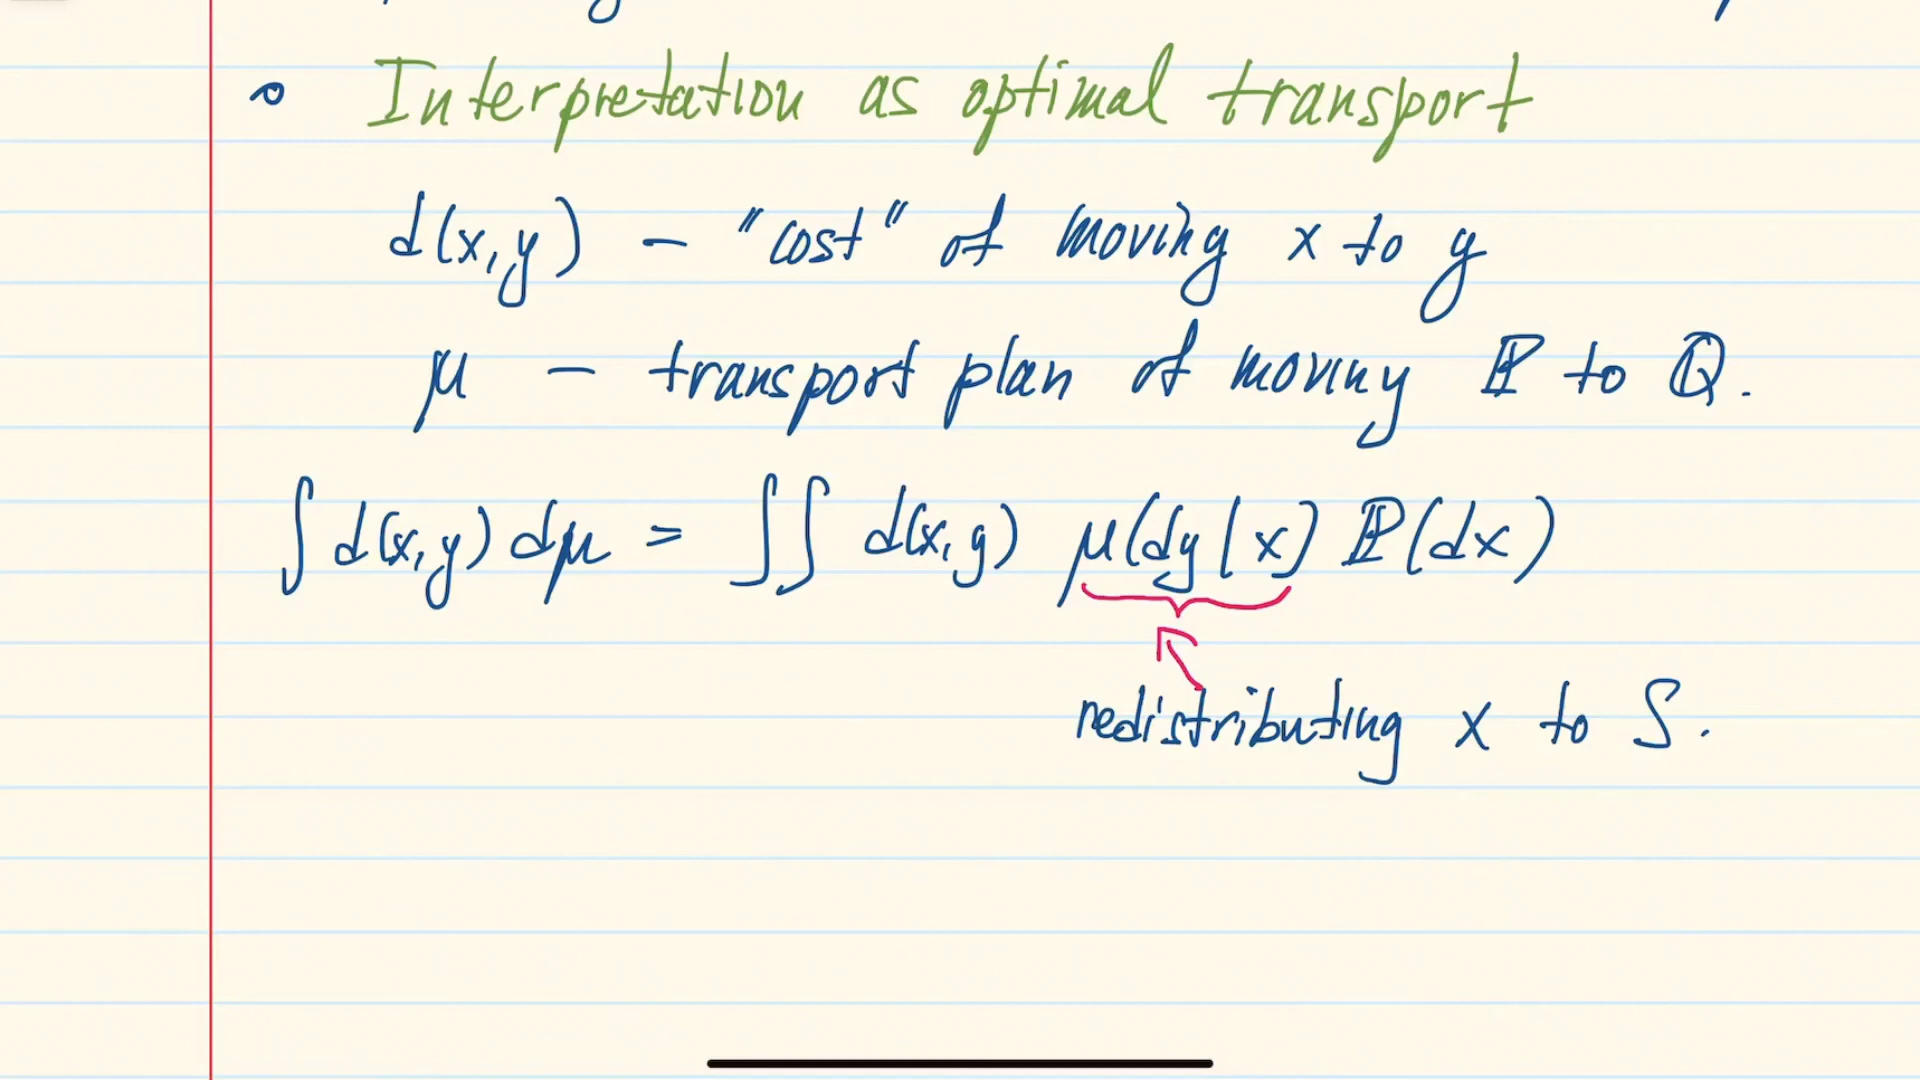 Interpretation as optimal transport
d(x,y) – "cost" of moving x to y
μ – transport plan of moving ℙ to ℚ.
∫ d(x,y) dμ = ∫∫ d(x,y) μ(dy|x) ℙ(dx)
redistributing x to S.